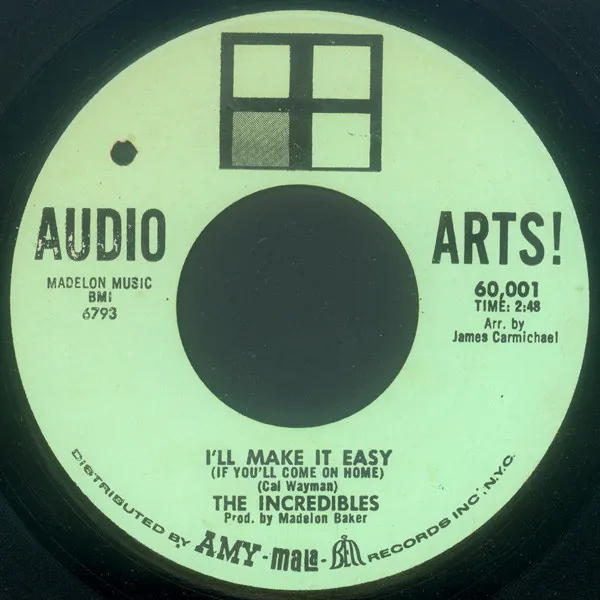 AUDIO ARTS!
MADELON MUSIC
BMI
6793
60,001
TIME: 2:48
Arr. by
James Carmichael
I'LL MAKE IT EASY
(IF YOU'LL COME ON HOME)
(Cal Wayman)
THE INCREDIBLES
Prod. by Madelon Baker
DISTRIBUTED BY AMY-mala-BELL RECORDS INC., N.Y.C.